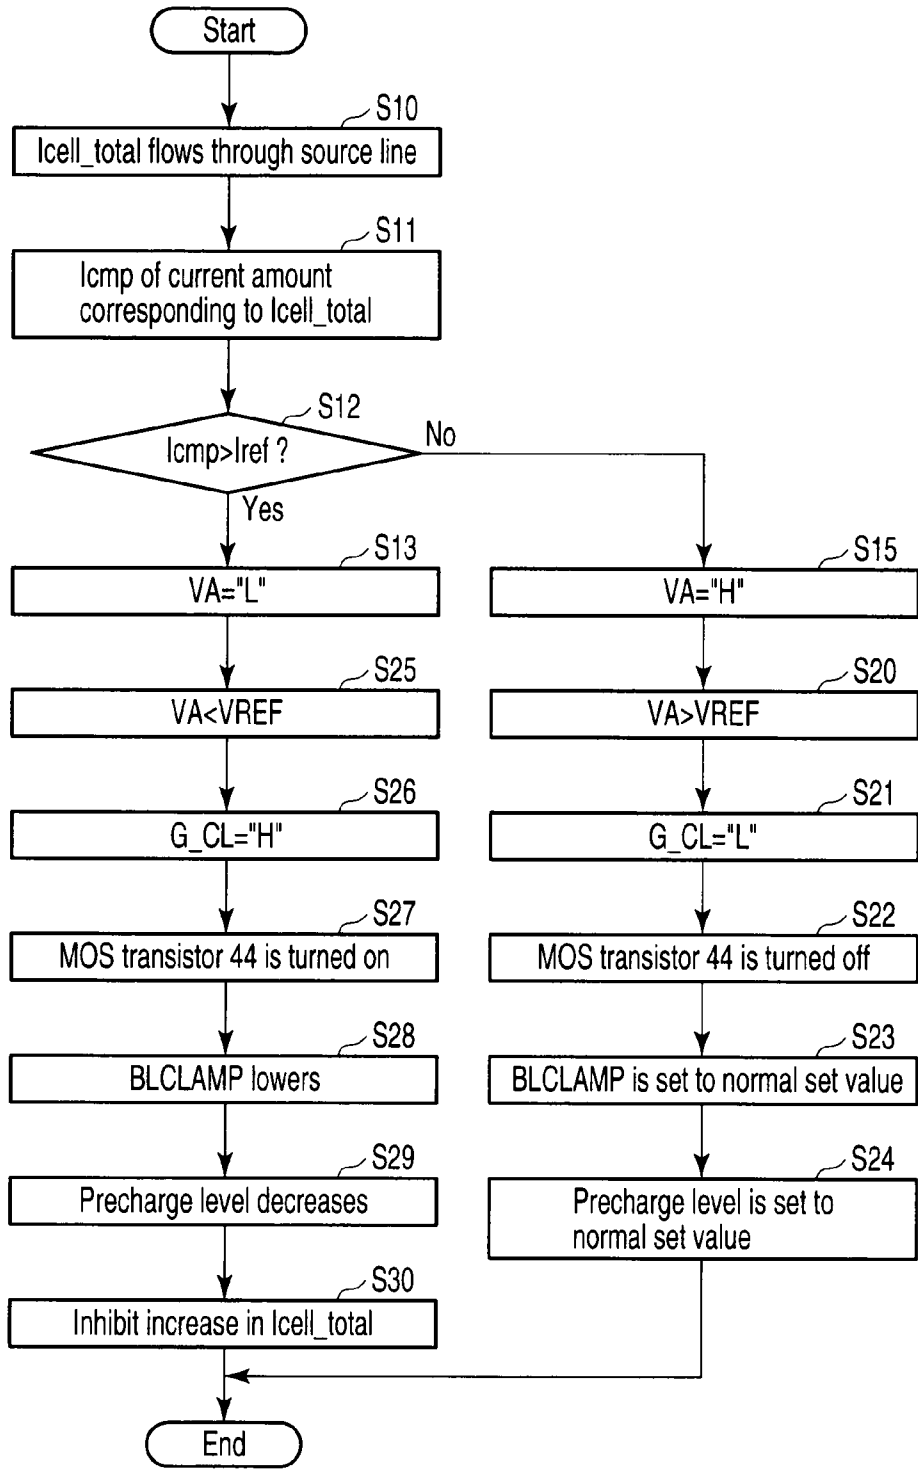 Start
S10
Icell_total flows through source line
S11
Icmp of current amount
corresponding to Icell_total
S12
Icmp>Iref ?
No
Yes
S13
VA="L"
S25
VA<VREF
S26
G_CL="H"
S27
MOS transistor 44 is turned on
S28
BLCLAMP lowers
S29
Precharge level decreases
S30
Inhibit increase in Icell_total
S15
VA="H"
S20
VA>VREF
S21
G_CL="L"
S22
MOS transistor 44 is turned off
S23
BLCLAMP is set to normal set value
S24
Precharge level is set to
normal set value
End